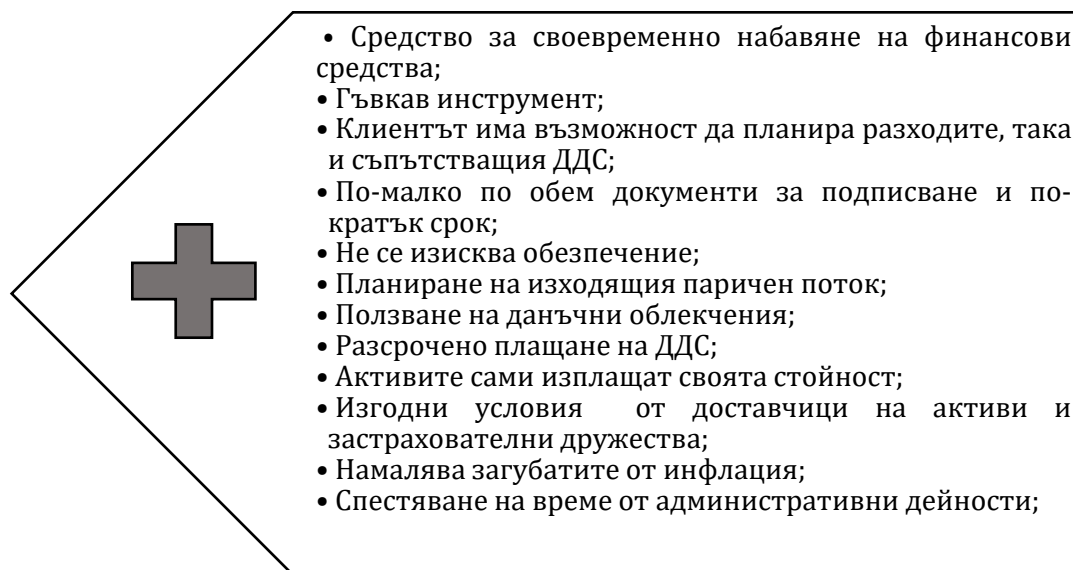 • Средство за своевременно набавяне на финансови
средства;
• Гъвкав инструмент;
• Клиентът има възможност да планира разходите, така
и съпътстващия ДДС;
• По-малко по обем документи за подписване и по-
кратък срок;
• Не се изисква обезпечение;
• Планиране на изходящия паричен поток;
• Ползване на данъчни облекчения;
• Разсрочено плащане на ДДС;
• Активите сами изплащат своята стойност;
• Изгодни условия от доставчици на активи и
застрахователни дружества;
• Намалява загубатите от инфлация;
• Спестяване на време от административни дейности;